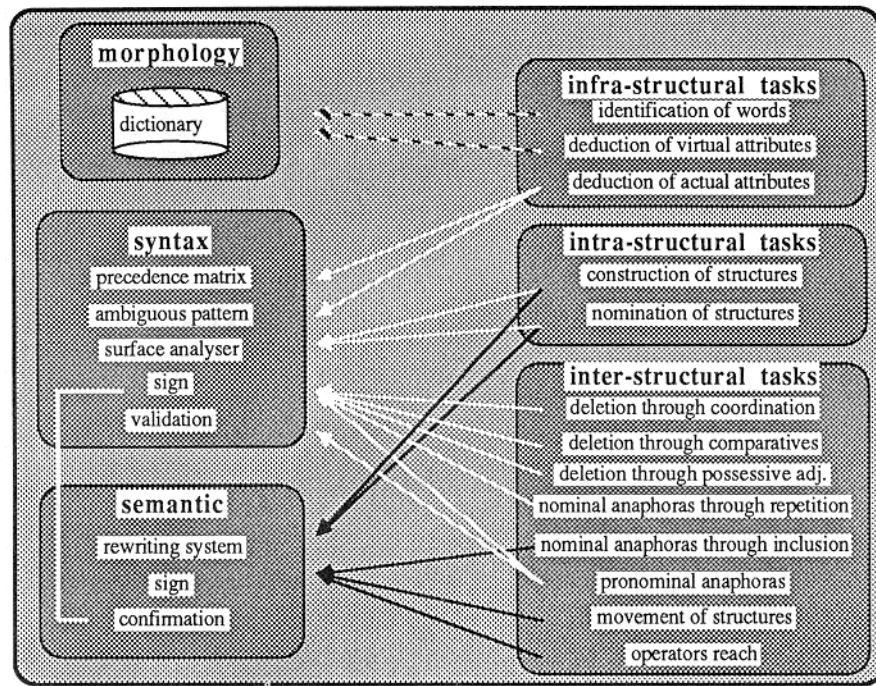 morphology
dictionary
syntax
precedence matrix
ambiguous pattern
surface analyser
sign
validation
semantic
rewriting system
sign
confirmation
infra-structural tasks
identification of words
deduction of virtual attributes
deduction of actual attributes
intra-structural tasks
construction of structures
nomination of structures
inter-structural tasks
deletion through coordination
deletion through comparatives
deletion through possessive adj.
nominal anaphoras through repetition
nominal anaphoras through inclusion
pronominal anaphoras
movement of structures
operators reach